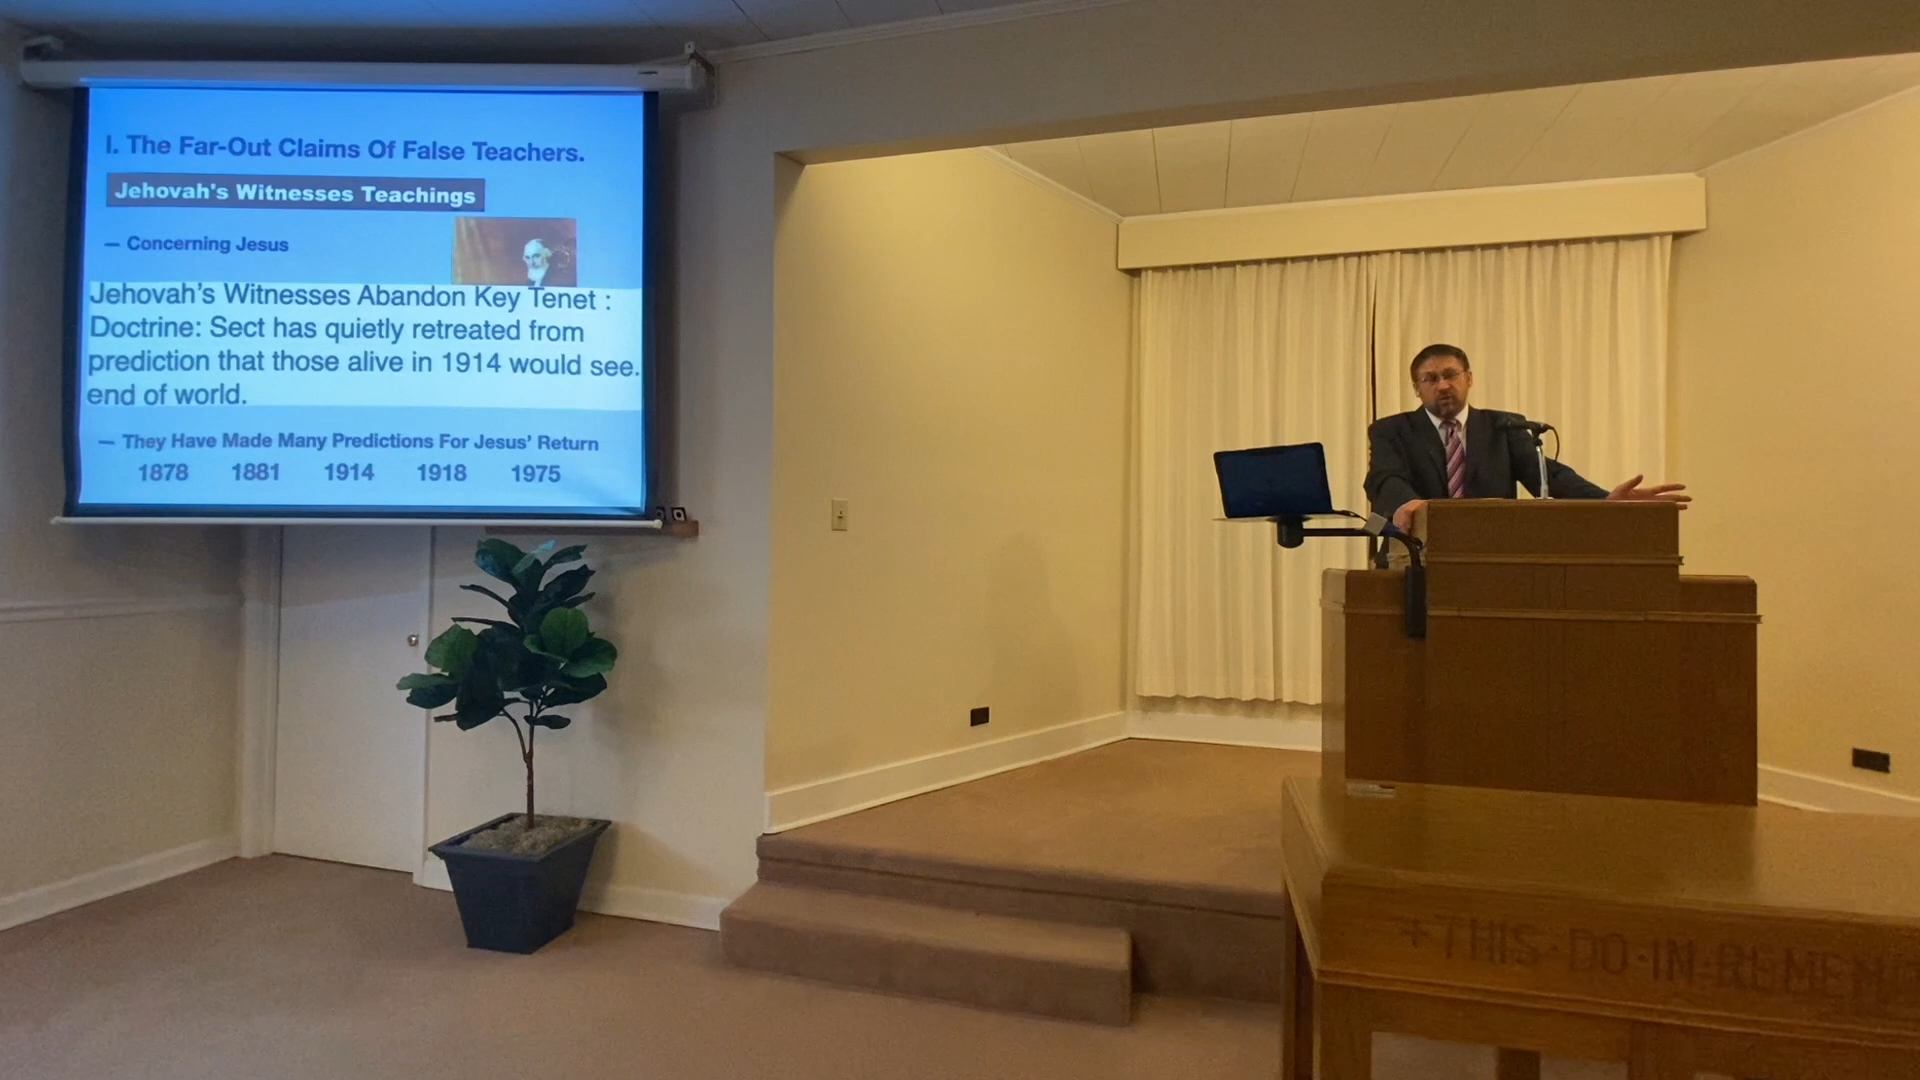 I. The Far-Out Claims Of False Teachers.
Jehovah's Witnesses Teachings
— Concerning Jesus
Jehovah's Witnesses Abandon Key Tenet :
Doctrine: Sect has quietly retreated from
prediction that those alive in 1914 would see.
end of world.
— They Have Made Many Predictions For Jesus' Return
1878 1881 1914 1918 1975
+THIS·DO·IN·REMEM